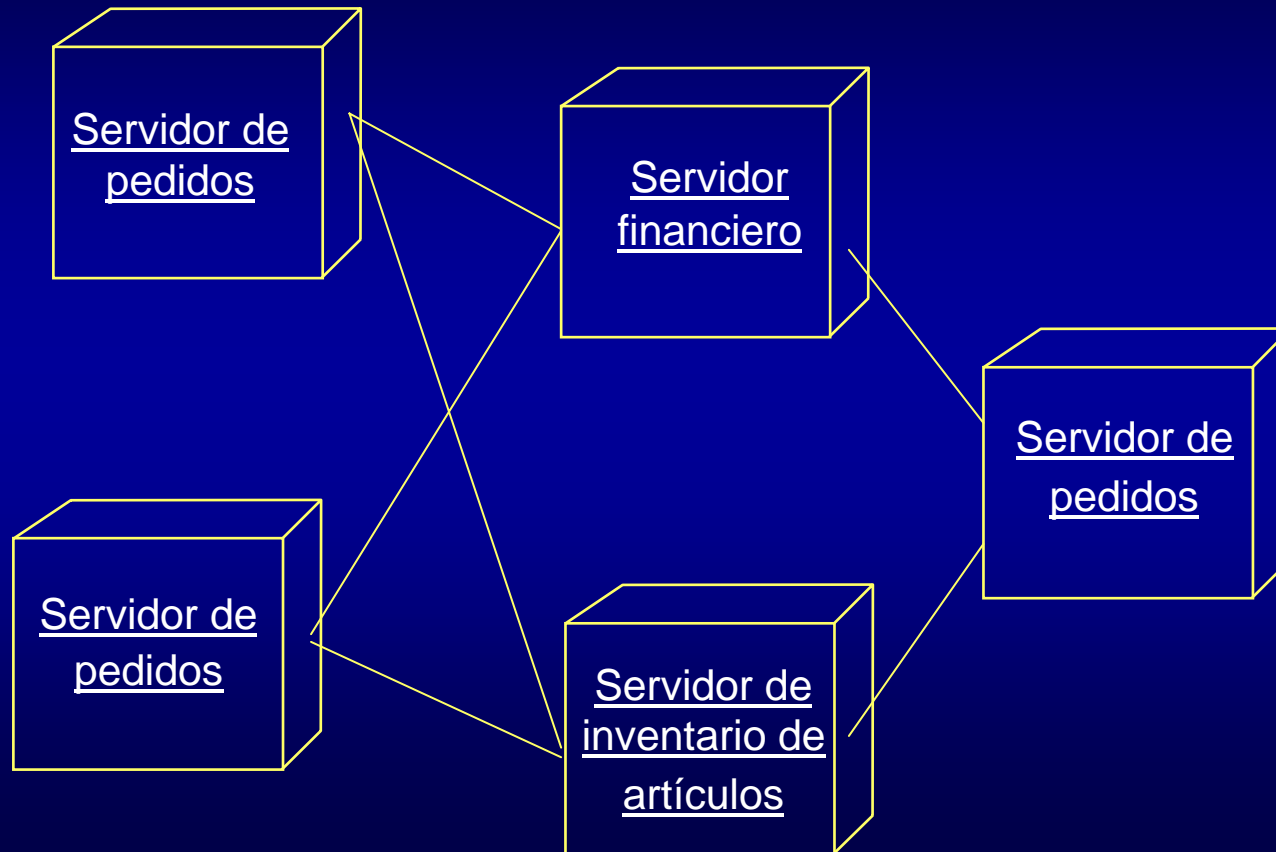 Servidor de
pedidos
Servidor
financiero
Servidor de
pedidos
Servidor de
pedidos
Servidor de
inventario de
artículos